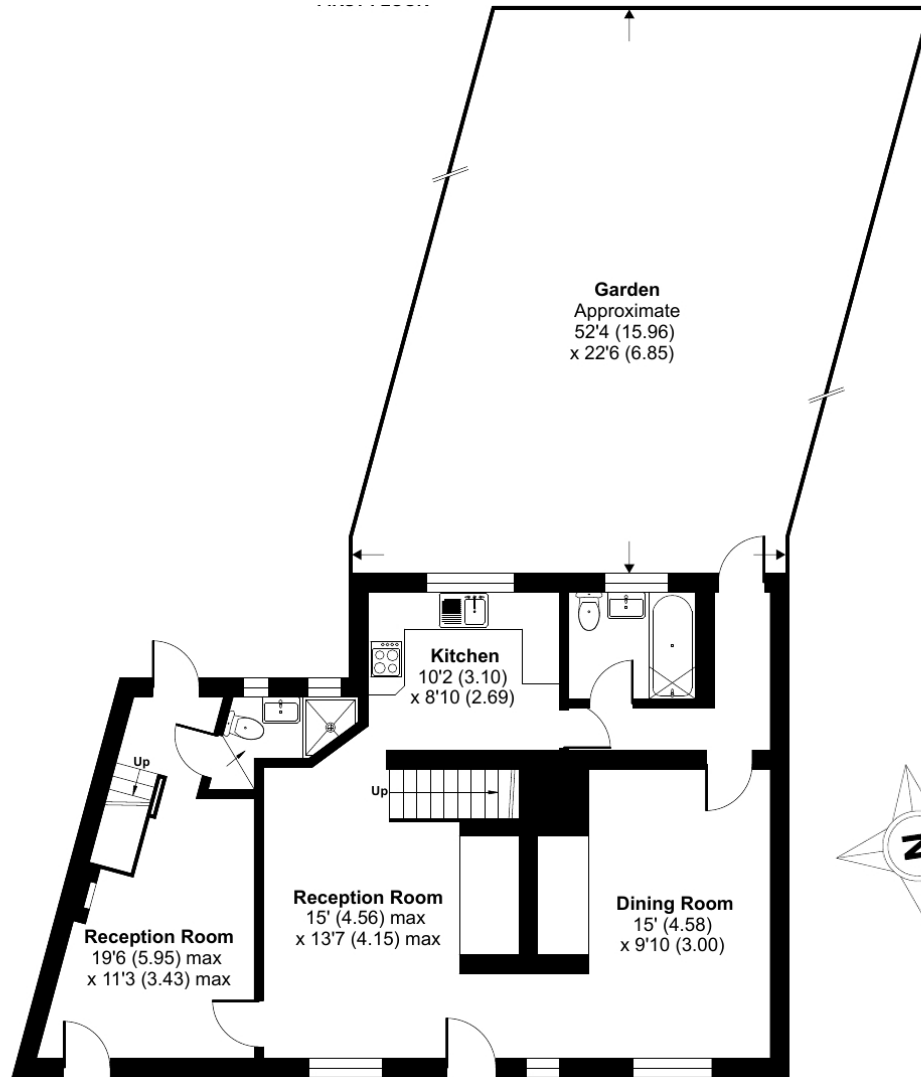 Garden
Approximate
52'4 (15.96)
x 22'6 (6.85)
Kitchen
10'2 (3.10)
x 8'10 (2.69)
Up
Up
Reception Room
15' (4.56) max
x 13'7 (4.15) max
Dining Room
15' (4.58)
x 9'10 (3.00)
Reception Room
19'6 (5.95) max
x 11'3 (3.43) max
N